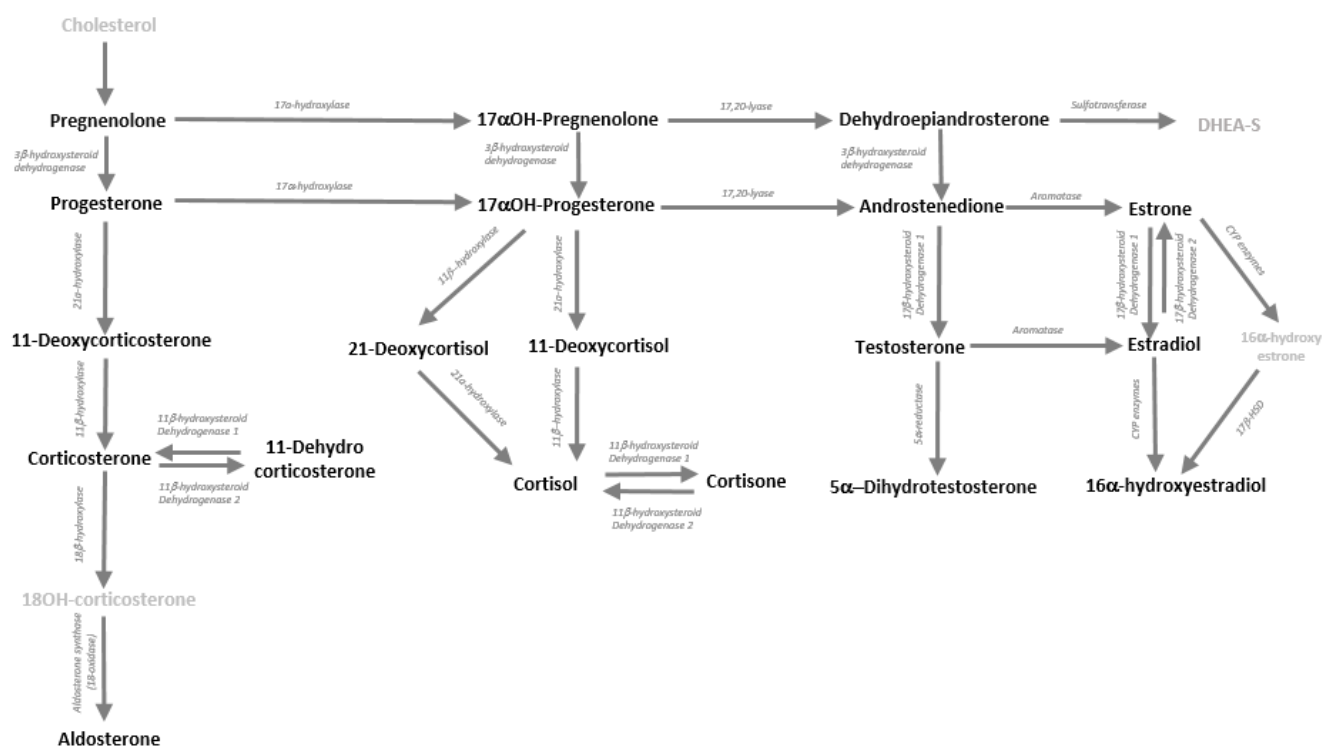 Cholesterol
17α-hydroxylase
17,20-lyase
Sulfotransferase
Pregnenolone
17αOH-Pregnenolone
Dehydroepiandrosterone
DHEA-S
3β-hydroxysteroid
dehydrogenase
3β-hydroxysteroid
dehydrogenase
3β-hydroxysteroid
dehydrogenase
17α-hydroxylase
17,20-lyase
Aromatase
Progesterone
17αOH-Progesterone
Androstenedione
Estrone
21α-hydroxylase
11β-hydroxylase
21α-hydroxylase
17β-hydroxysteroid
Dehydrogenase 1
17β-hydroxysteroid
Dehydrogenase 1
17β-hydroxysteroid
Dehydrogenase 2
CYP enzymes
11-Deoxycorticosterone
21-Deoxycortisol
11-Deoxycortisol
Testosterone
Aromatase
Estradiol
16α-hydroxy
estrone
11β-hydroxylase
21α-hydroxylase
11β-hydroxylase
5α-reductase
CYP enzymes
17β-HSD
11β-hydroxysteroid
Dehydrogenase 1
Corticosterone
11-Dehydro
corticosterone
11β-hydroxysteroid
Dehydrogenase 2
11β-hydroxysteroid
Dehydrogenase 1
Cortisol
Cortisone
11β-hydroxysteroid
Dehydrogenase 2
5α–Dihydrotestosterone
16α-hydroxyestradiol
18β-hydroxylase
18OH-corticosterone
Aldosterone synthase
(18-oxidase)
Aldosterone